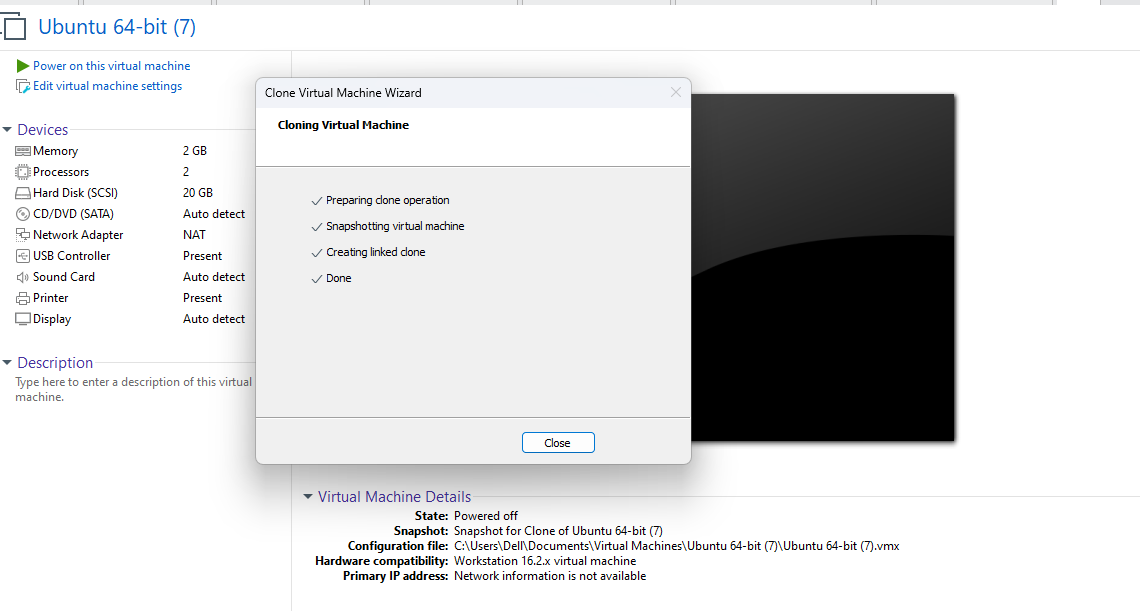 Ubuntu 64-bit (7)
Power on this virtual machine
Edit virtual machine settings
Devices
Memory 2 GB
Processors 2
Hard Disk (SCSI) 20 GB
CD/DVD (SATA) Auto detect
Network Adapter NAT
USB Controller Present
Sound Card Auto detect
Printer Present
Display Auto detect
Description
Type here to enter a description of this virtual
machine.
Clone Virtual Machine Wizard
Cloning Virtual Machine
Preparing clone operation
Snapshotting virtual machine
Creating linked clone
Done
Close
Virtual Machine Details
State: Powered off
Snapshot: Snapshot for Clone of Ubuntu 64-bit (7)
Configuration file: C:\Users\Dell\Documents\Virtual Machines\Ubuntu 64-bit (7)\Ubuntu 64-bit (7).vmx
Hardware compatibility: Workstation 16.2.x virtual machine
Primary IP address: Network information is not available